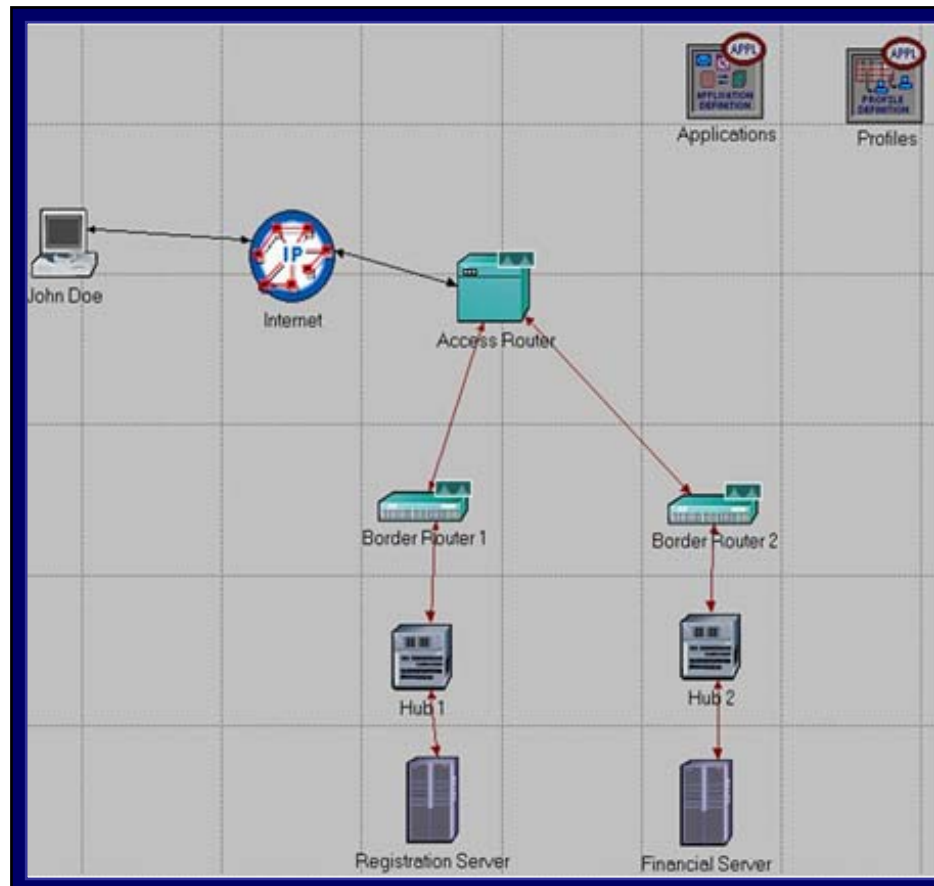 APPL
APPLICATION
DEFINITION
Applications
APPL
PROFILE
DEFINITION
Profiles
John Doe
IP
Internet
Access Router
Border Router 1
Border Router 2
Hub 1
Hub 2
Registration Server
Financial Server